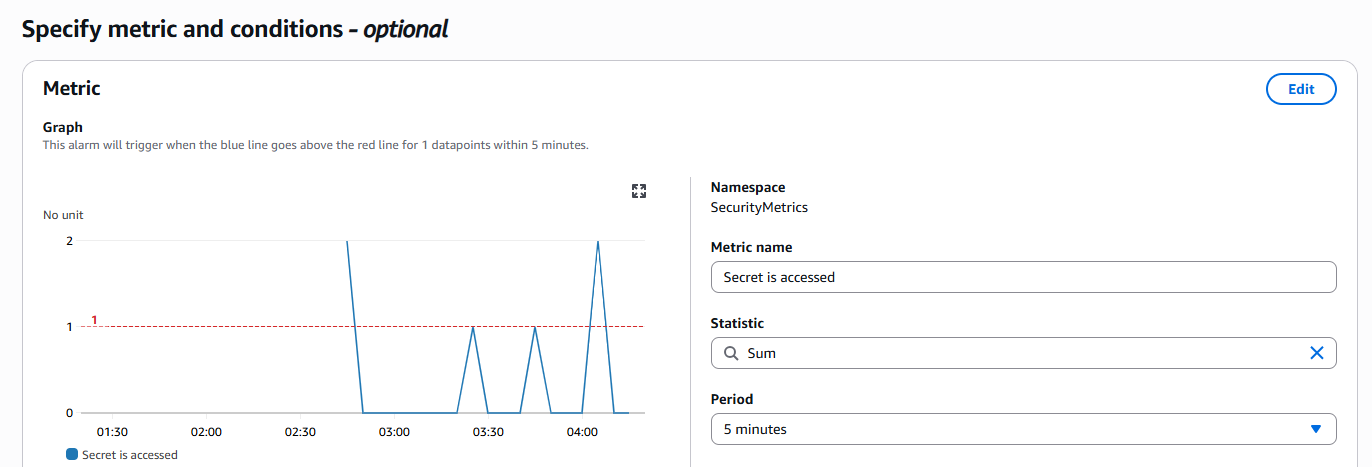 Specify metric and conditions - optional
Metric
Edit
Graph
This alarm will trigger when the blue line goes above the red line for 1 datapoints within 5 minutes.
No unit
2
1
1
0
01:30 02:00 02:30 03:00 03:30 04:00
Secret is accessed
Namespace
SecurityMetrics
Metric name
Secret is accessed
Statistic
Sum
Period
5 minutes